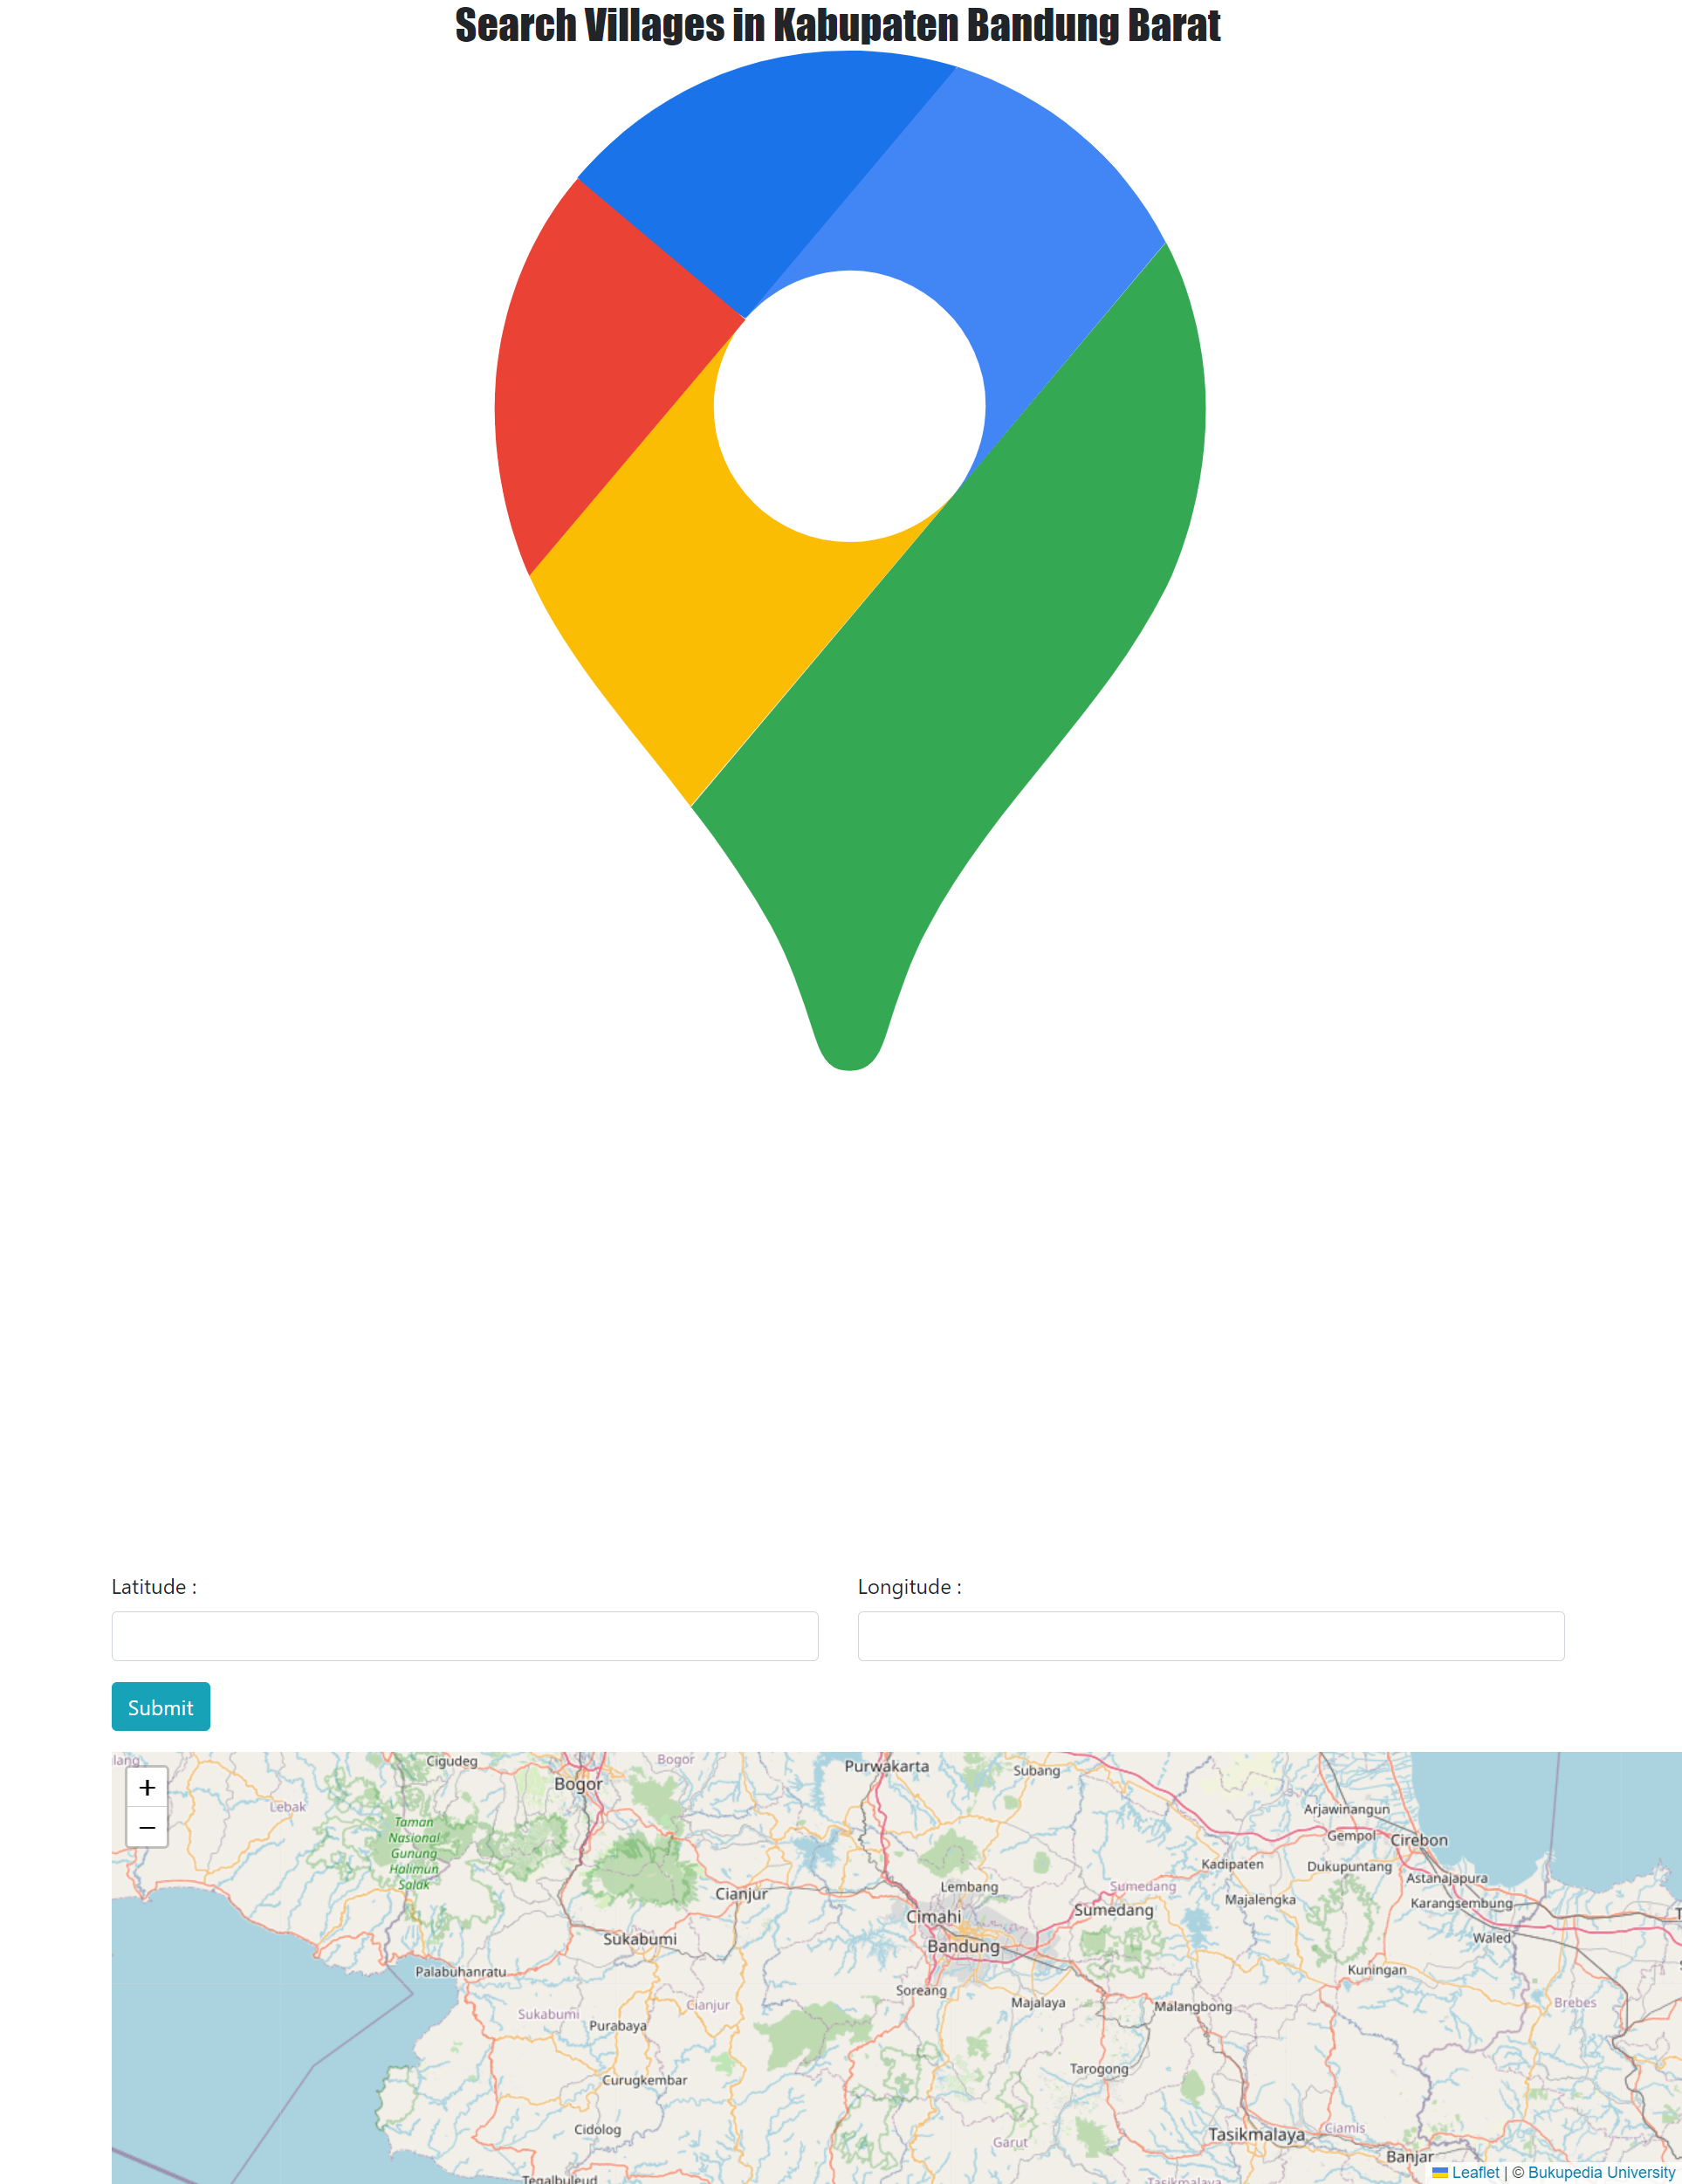 Search Villages in Kabupaten Bandung Barat
Latitude :
Longitude :
Submit
+
−
lang
Cigudeg
Bogor
Bogor
Purwakarta
Subang
Lebak
Arjawinangun
Taman
Nasional
Gunung
Halimun
Salak
Gempol
Cirebon
Kadipaten
Dukupuntang
Astanajapura
Cianjur
Lembang
Sumedang
Majalengka
Karangsembung
Cimahi
Sumedang
Sukabumi
Bandung
Waled
Palabuhanratu
Kuningan
Soreang
Majalaya
Malangbong
Brebes
Sukabumi
Cianjur
Purabaya
Tarogong
Curugkembar
Cidolog
Garut
Tasikmalaya
Ciamis
Banjar
Tegalbuleud
Tasikmalaya
Leaflet | © Bukupedia University